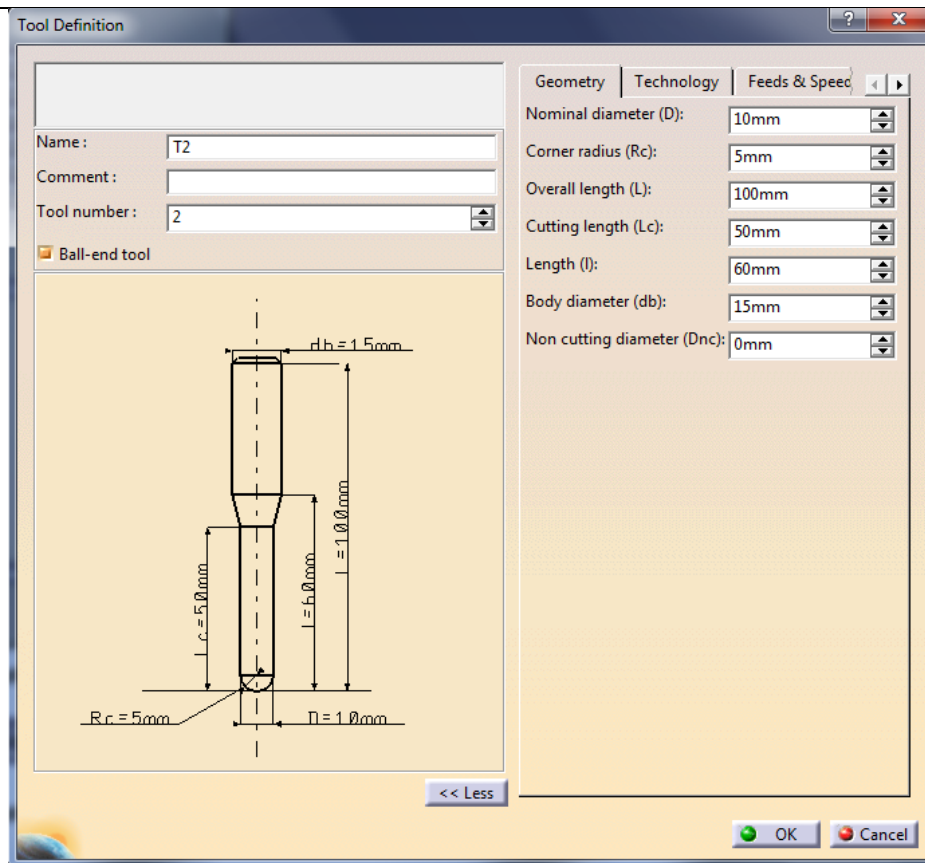 Tool Definition
?
X
Name :
T2
Comment :
Tool number :
2
Ball-end tool
db=15mm
L=100mm
Lc=50mm
l=60mm
Rc=5mm
D=10mm
<< Less
Geometry
Technology
Feeds & Speed
Nominal diameter (D):
10mm
Corner radius (Rc):
5mm
Overall length (L):
100mm
Cutting length (Lc):
50mm
Length (l):
60mm
Body diameter (db):
15mm
Non cutting diameter (Dnc):
0mm
OK
Cancel